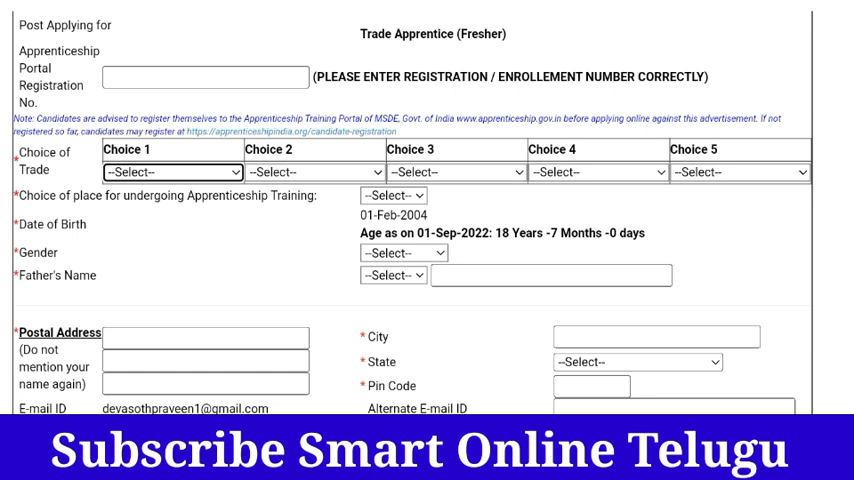 Post Applying for
Trade Apprentice (Fresher)
Apprenticeship
Portal
Registration
No.
(PLEASE ENTER REGISTRATION / ENROLLEMENT NUMBER CORRECTLY)
Note: Candidates are advised to register themselves to the Apprenticeship Training Portal of MSDE, Govt. of India www.apprenticeship.gov.in before applying online against this advertisement. If not
registered so far, candidates may register at https://apprenticeshipindia.org/candidate-registration
*Choice of
Trade
Choice 1 Choice 2 Choice 3 Choice 4 Choice 5
--Select-- --Select-- --Select-- --Select-- --Select--
*Choice of place for undergoing Apprenticeship Training: --Select--
*Date of Birth
01-Feb-2004
Age as on 01-Sep-2022: 18 Years -7 Months -0 days
*Gender --Select--
*Father's Name --Select--
*Postal Address
(Do not
mention your
name again)
* City
* State --Select--
* Pin Code
E-mail ID devasothpraveen1@gmail.com Alternate E-mail ID
Subscribe Smart Online Telugu